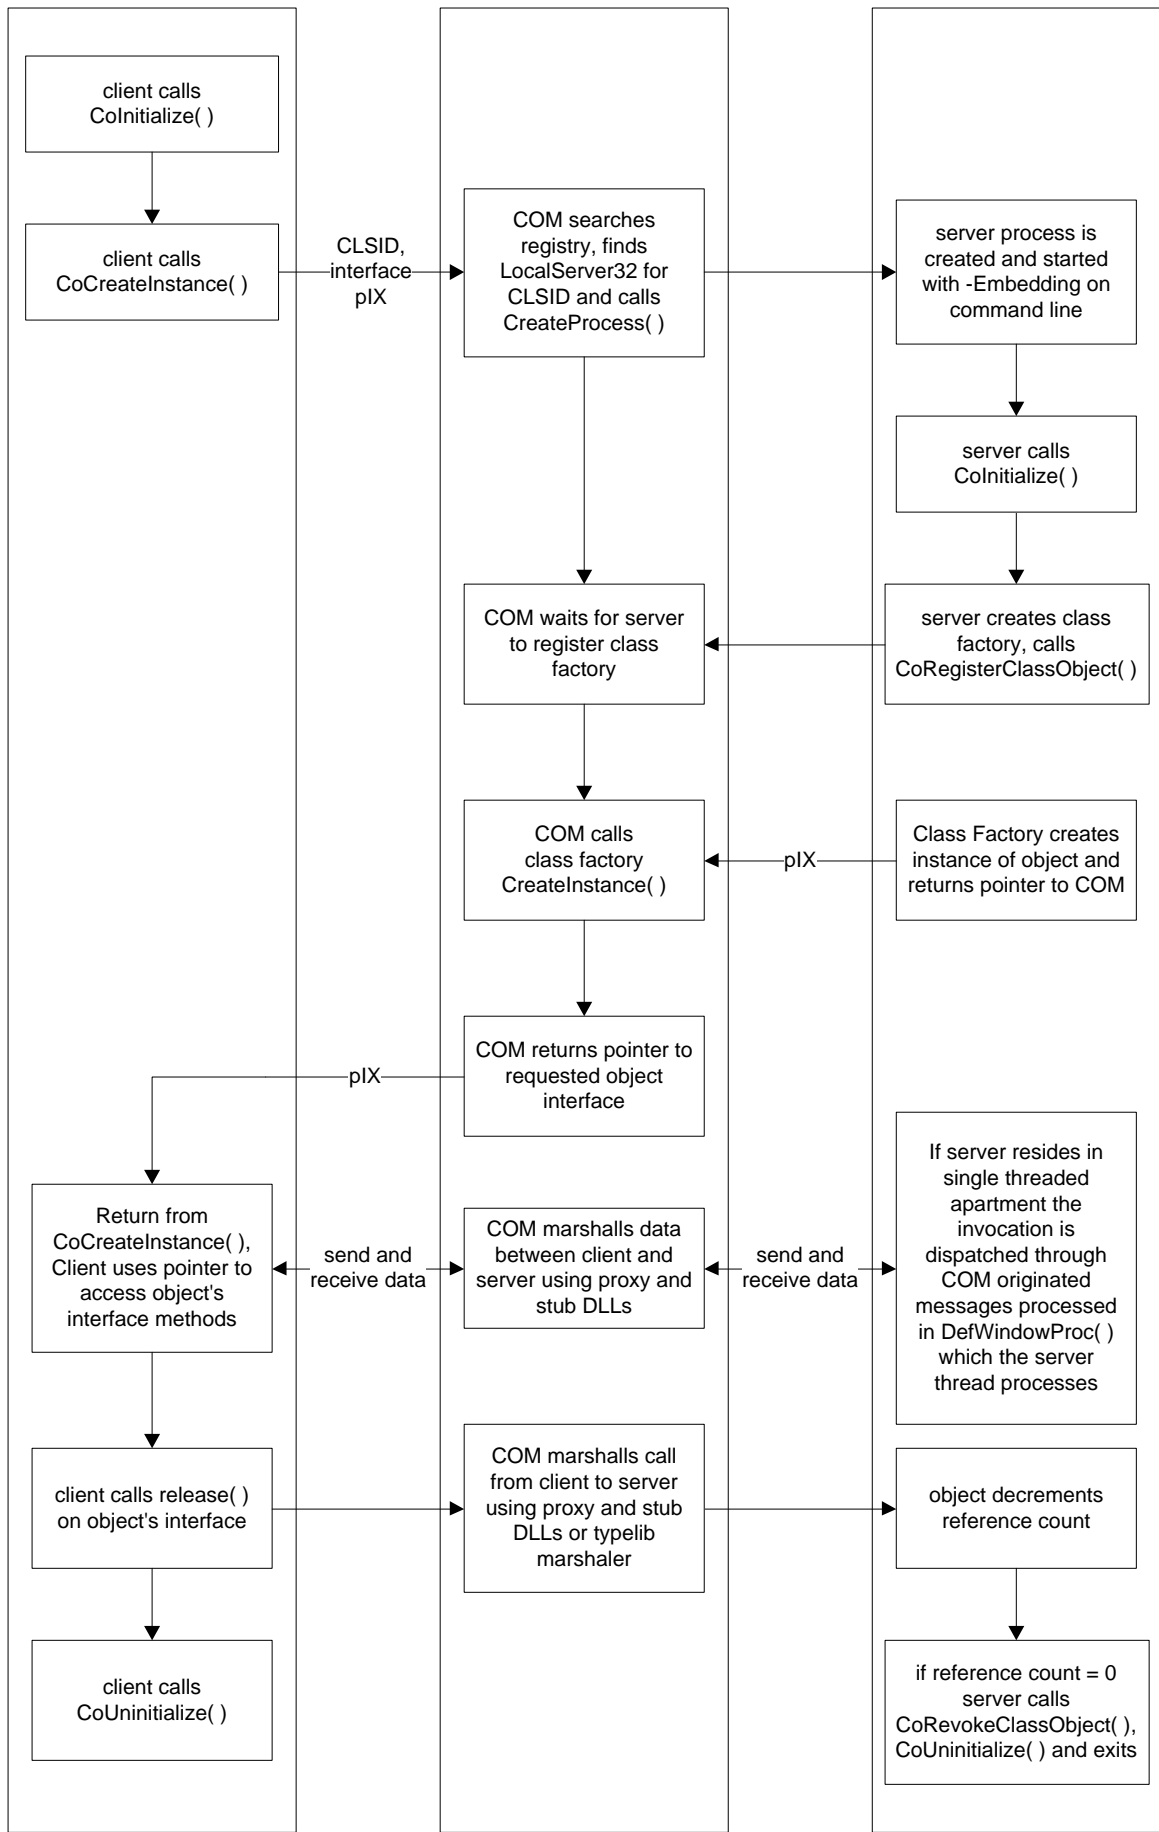 client calls
CoInitialize( )
client calls
CoCreateInstance( )
CLSID,
interface
pIX
COM searches
registry, finds
LocalServer32 for
CLSID and calls
CreateProcess( )
server process is
created and started
with -Embedding on
command line
server calls
CoInitialize( )
COM waits for server
to register class
factory
server creates class
factory, calls
CoRegisterClassObject( )
COM calls
class factory
CreateInstance( )
pIX
Class Factory creates
instance of object and
returns pointer to COM
COM returns pointer to
requested object
interface
pIX
Return from
CoCreateInstance( ),
Client uses pointer to
access object's
interface methods
send and
receive data
COM marshalls data
between client and
server using proxy and
stub DLLs
send and
receive data
If server resides in
single threaded
apartment the
invocation is
dispatched through
COM originated
messages processed
in DefWindowProc( )
which the server
thread processes
client calls release( )
on object's interface
COM marshalls call
from client to server
using proxy and stub
DLLs or typelib
marshaler
object decrements
reference count
client calls
CoUninitialize( )
if reference count = 0
server calls
CoRevokeClassObject( ),
CoUninitialize( ) and exits